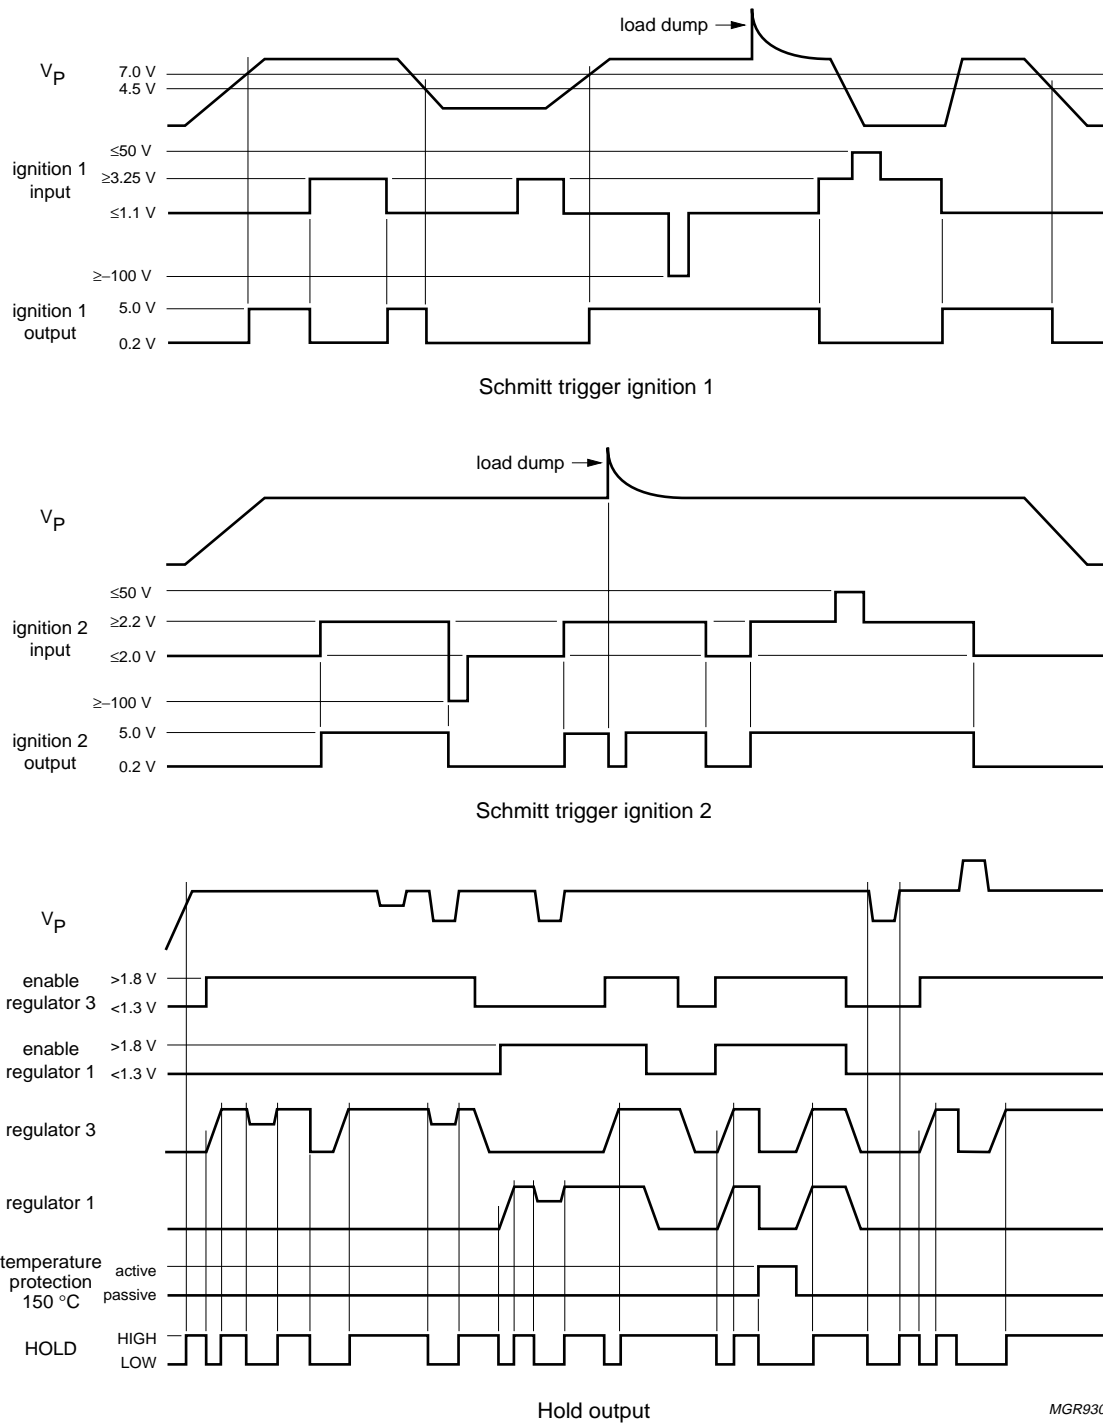 load dump
VP
7.0 V
4.5 V
≤50 V
ignition 1
input
≥3.25 V
≤1.1 V
≥−100 V
ignition 1
output
5.0 V
0.2 V
Schmitt trigger ignition 1
load dump
VP
≤50 V
ignition 2
input
≥2.2 V
≤2.0 V
≥−100 V
ignition 2
output
5.0 V
0.2 V
Schmitt trigger ignition 2
VP
enable
regulator 3
>1.8 V
<1.3 V
enable
regulator 1
>1.8 V
<1.3 V
regulator 3
regulator 1
temperature
protection
150 °C
active
passive
HOLD
HIGH
LOW
Hold output
MGR930